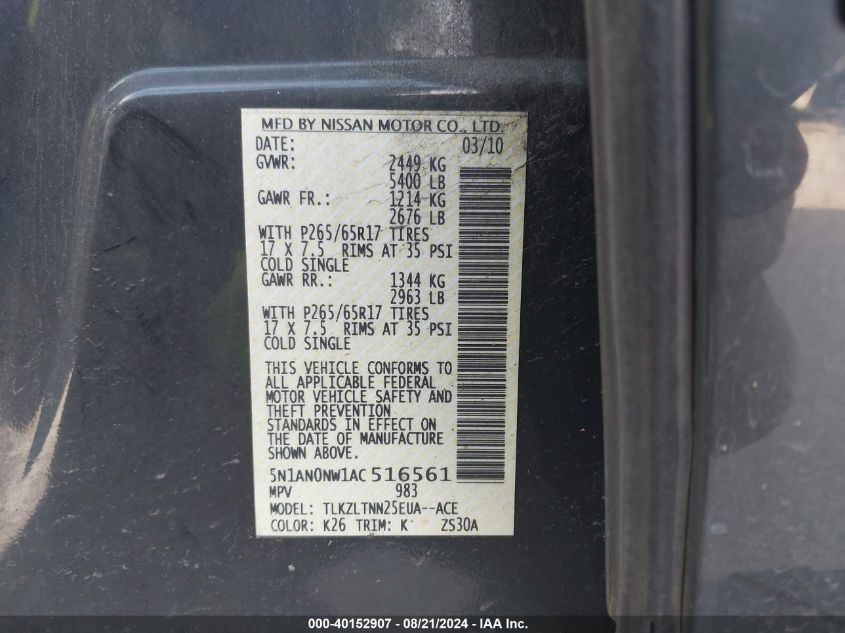 MFD BY NISSAN MOTOR CO., LTD.
DATE: 03/10
GVWR: 2449 KG
5400 LB
GAWR FR.: 1214 KG
2676 LB
WITH P265/65R17 TIRES
17 X 7.5 RIMS AT 35 PSI
COLD SINGLE
GAWR RR.: 1344 KG
2963 LB
WITH P265/65R17 TIRES
17 X 7.5 RIMS AT 35 PSI
COLD SINGLE
THIS VEHICLE CONFORMS TO
ALL APPLICABLE FEDERAL
MOTOR VEHICLE SAFETY AND
THEFT PREVENTION
STANDARDS IN EFFECT ON
THE DATE OF MANUFACTURE
SHOWN ABOVE.
5N1AN0NW1AC516561
MPV 983
MODEL: TLKZLTNN25EUA--ACE
COLOR: K26 TRIM: K ZS30A
000-40152907 - 08/21/2024 - IAA Inc.